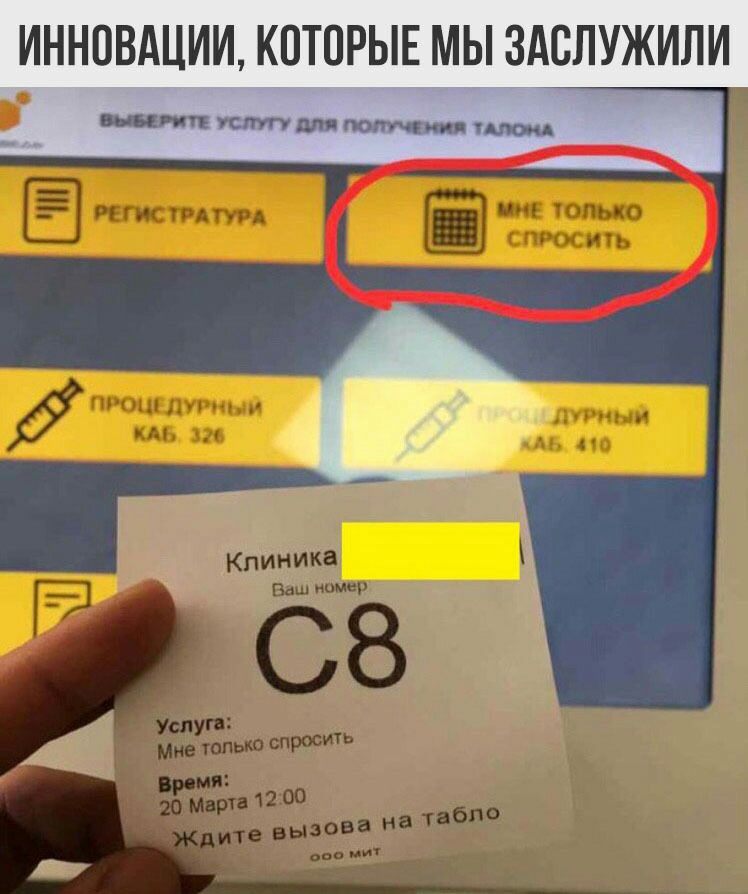 ИННОВАЦИИ, КОТОРЫЕ МЫ ЗАСЛУЖИЛИ
ВЫБЕРИТЕ УСЛУГУ ДЛЯ ПОЛУЧЕНИЯ ТАЛОНА
РЕГИСТРАТУРА
МНЕ ТОЛЬКО
СПРОСИТЬ
ПРОЦЕДУРНЫЙ
КАБ. 326
ПРОЦЕДУРНЫЙ
КАБ. 410
Клиника
Ваш номер:
С8
Услуга:
Мне только спросить
Время:
20 Марта 12:00
Ждите вызова на табло
ООО МИТ